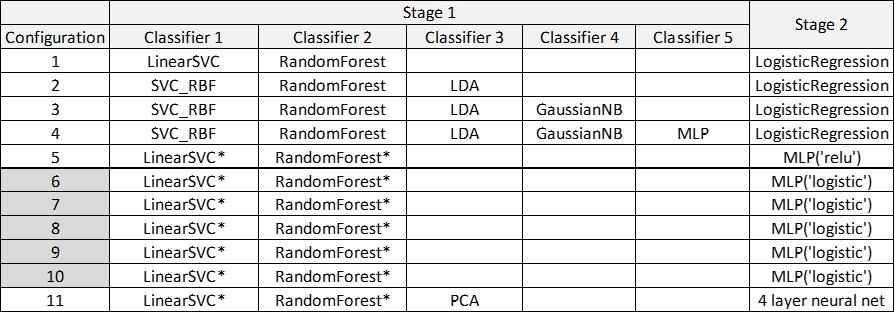 Stage 1 Stage 2
Configuration Classifier 1 Classifier 2 Classifier 3 Classifier 4 Classifier 5
1 LinearSVC RandomForest LogisticRegression
2 SVC_RBF RandomForest LDA LogisticRegression
3 SVC_RBF RandomForest LDA GaussianNB LogisticRegression
4 SVC_RBF RandomForest LDA GaussianNB MLP LogisticRegression
5 LinearSVC* RandomForest* MLP('relu')
6 LinearSVC* RandomForest* MLP('logistic')
7 LinearSVC* RandomForest* MLP('logistic')
8 LinearSVC* RandomForest* MLP('logistic')
9 LinearSVC* RandomForest* MLP('logistic')
10 LinearSVC* RandomForest* MLP('logistic')
11 LinearSVC* RandomForest* PCA 4 layer neural net